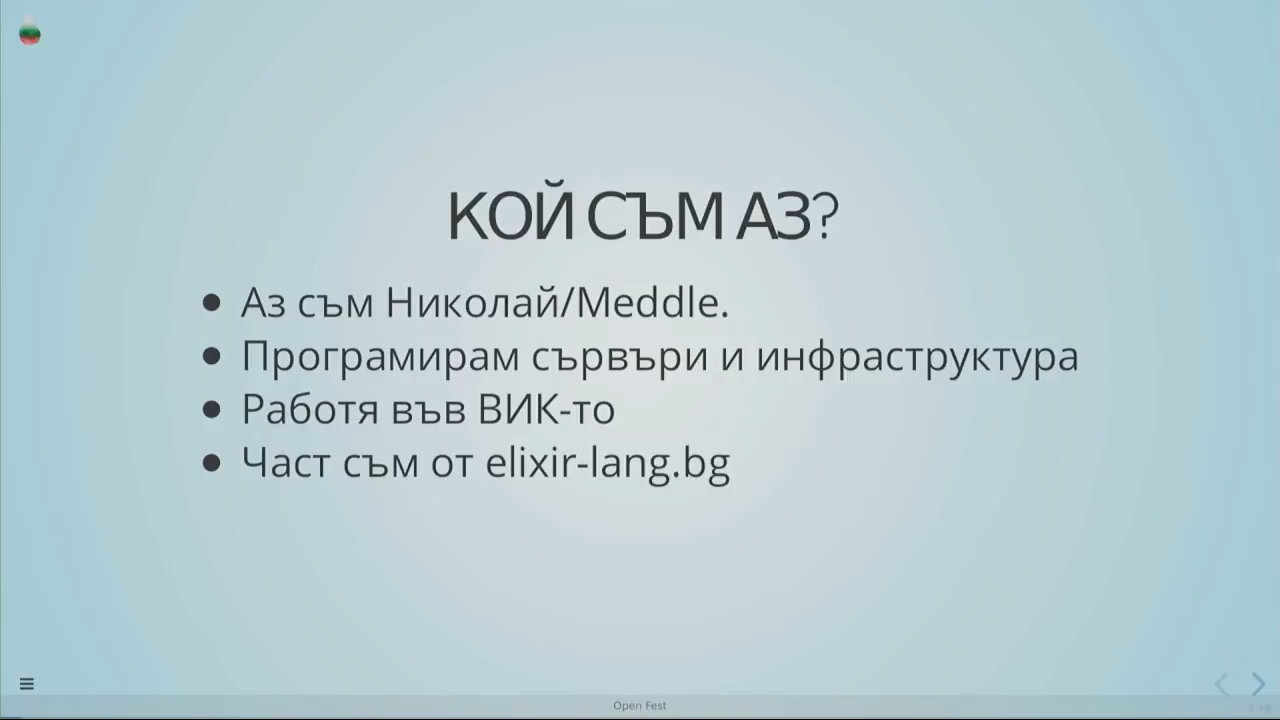 КОЙ СЪМ АЗ?
Аз съм Николай/Meddle.
Програмирам сървъри и инфраструктура
Работя във ВИК-то
Част съм от elixir-lang.bg
Open Fest